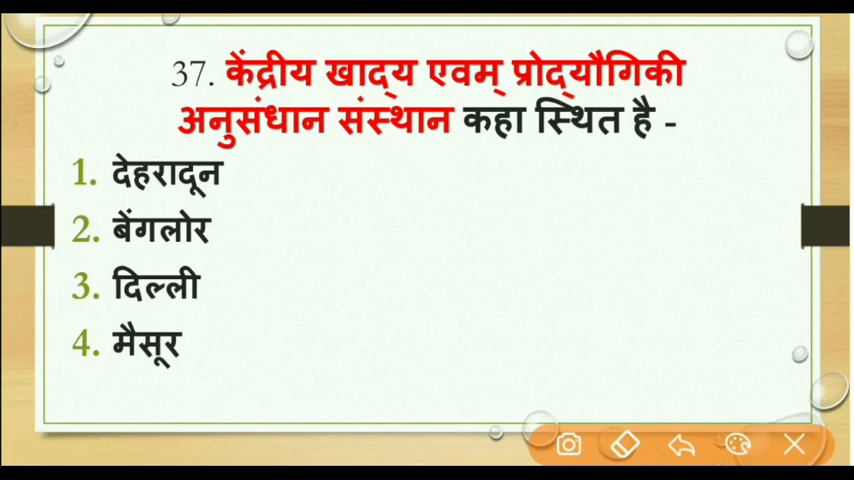 37. केंद्रीय खाद्य एवम् प्रोद्यौगिकी
अनुसंधान संस्थान कहा स्थित है -
1. देहरादून
2. बेंगलोर
3. दिल्ली
4. मैसूर